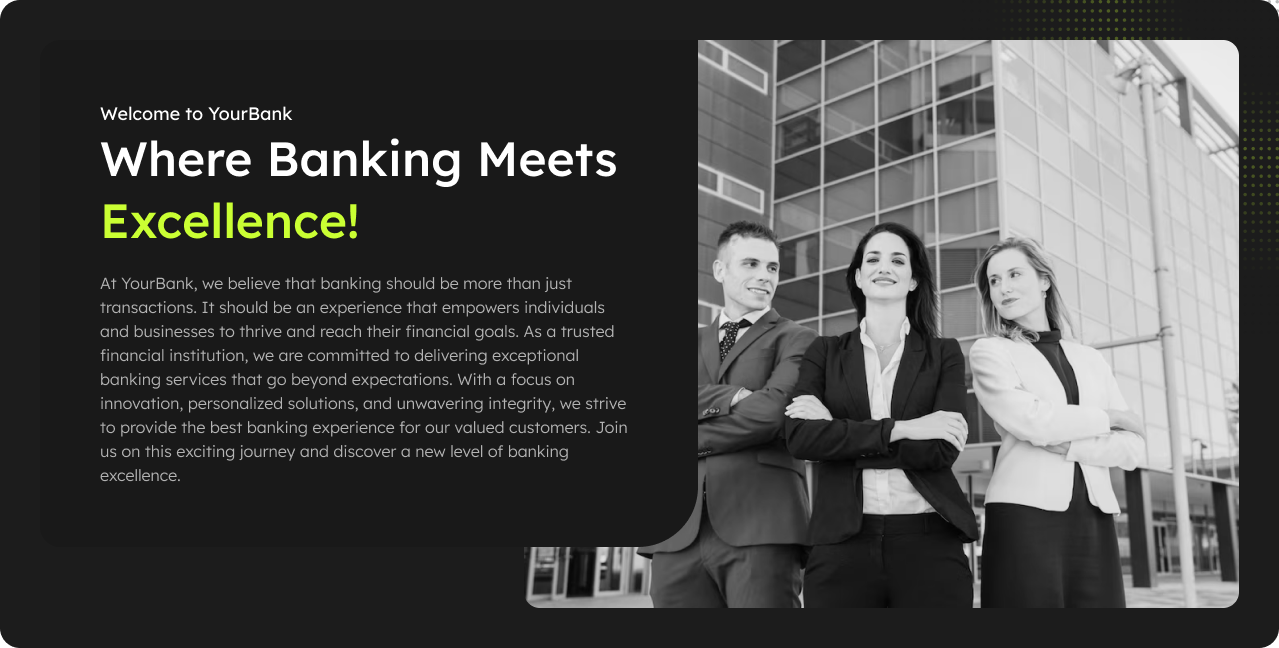 Welcome to YourBank
Where Banking Meets
Excellence!
At YourBank, we believe that banking should be more than just
transactions. It should be an experience that empowers individuals
and businesses to thrive and reach their financial goals. As a trusted
financial institution, we are committed to delivering exceptional
banking services that go beyond expectations. With a focus on
innovation, personalized solutions, and unwavering integrity, we strive
to provide the best banking experience for our valued customers. Join
us on this exciting journey and discover a new level of banking
excellence.